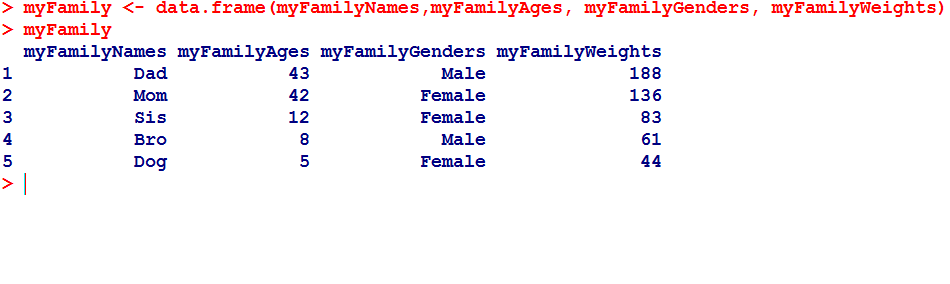 > myFamily <- data.frame(myFamilyNames,myFamilyAges, myFamilyGenders, myFamilyWeights)
> myFamily
  myFamilyNames myFamilyAges myFamilyGenders myFamilyWeights
1           Dad           43            Male             188
2           Mom           42          Female             136
3           Sis           12          Female              83
4           Bro            8            Male              61
5           Dog            5          Female              44
>